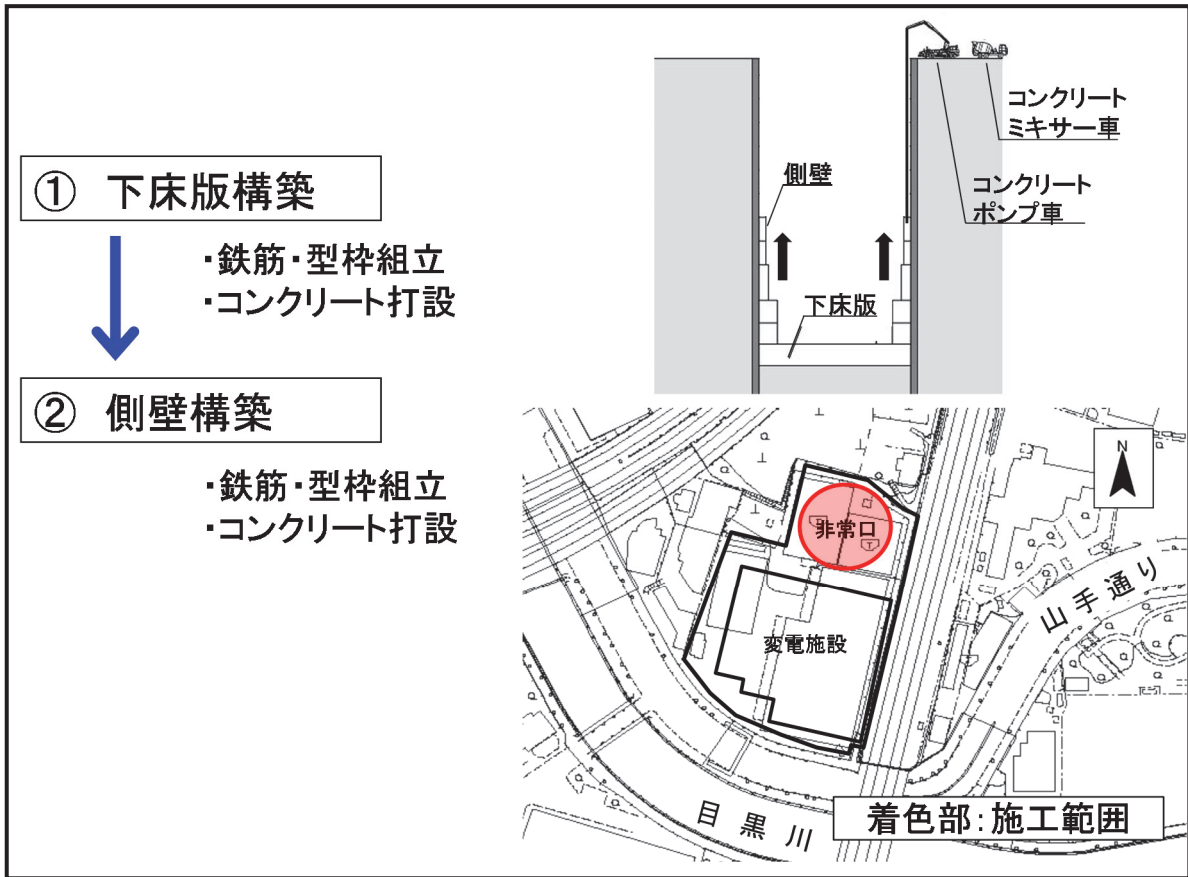 ① 下床版構築
・鉄筋・型枠組立
・コンクリート打設
② 側壁構築
・鉄筋・型枠組立
・コンクリート打設
コンクリート
ミキサー車
コンクリート
ポンプ車
側壁
下床版
N
非常口
変電施設
山手通り
目黒川
着色部：施工範囲